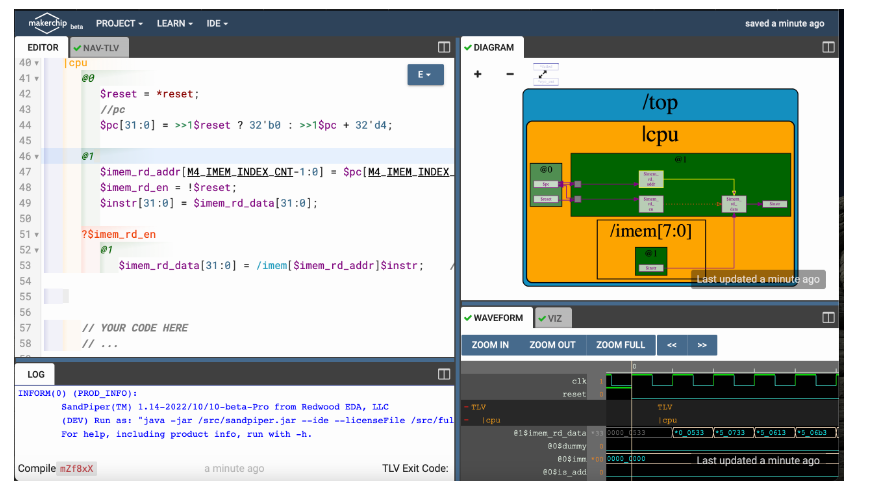 makerchip beta PROJECT LEARN IDE saved a minute ago
EDITOR NAV-TLV
E
40 |cpu
41 @0
42 $reset = *reset;
43 //pc
44 $pc[31:0] = >>1$reset ? 32'b0 : >>1$pc + 32'd4;
45
46 @1
47 $imem_rd_addr[M4_IMEM_INDEX_CNT-1:0] = $pc[M4_IMEM_INDEX_
48 $imem_rd_en = !$reset;
49 $instr[31:0] = $imem_rd_data[31:0];
50
51 ?$imem_rd_en
52 @1
53 $imem_rd_data[31:0] = /imem[$imem_rd_addr]$instr; /
54
55
56
57 // YOUR CODE HERE
58 // ...
LOG
INFORM(0) (PROD_INFO):
SandPiper(TM) 1.14-2022/10/10-beta-Pro from Redwood EDA, LLC
(DEV) Run as: "java -jar /src/sandpiper.jar --ide --licenseFile /src/ful
For help, including product info, run with -h.
Compile mZf8xX a minute ago TLV Exit Code:
DIAGRAM
+ -
/top
|cpu
@1
@0
/imem[7:0]
@1
Last updated a minute ago
WAVEFORM VIZ
ZOOM IN ZOOM OUT ZOOM FULL << >>
0
clk
reset
TLV TLV
|cpu |cpu
@1$imem_rd_data 0000_0533 *0_0533 *5_0733 *5_0613 *5_06b3
@0$dummy
@0$imm 0000_0000
@0$is_add
Last updated a minute ago